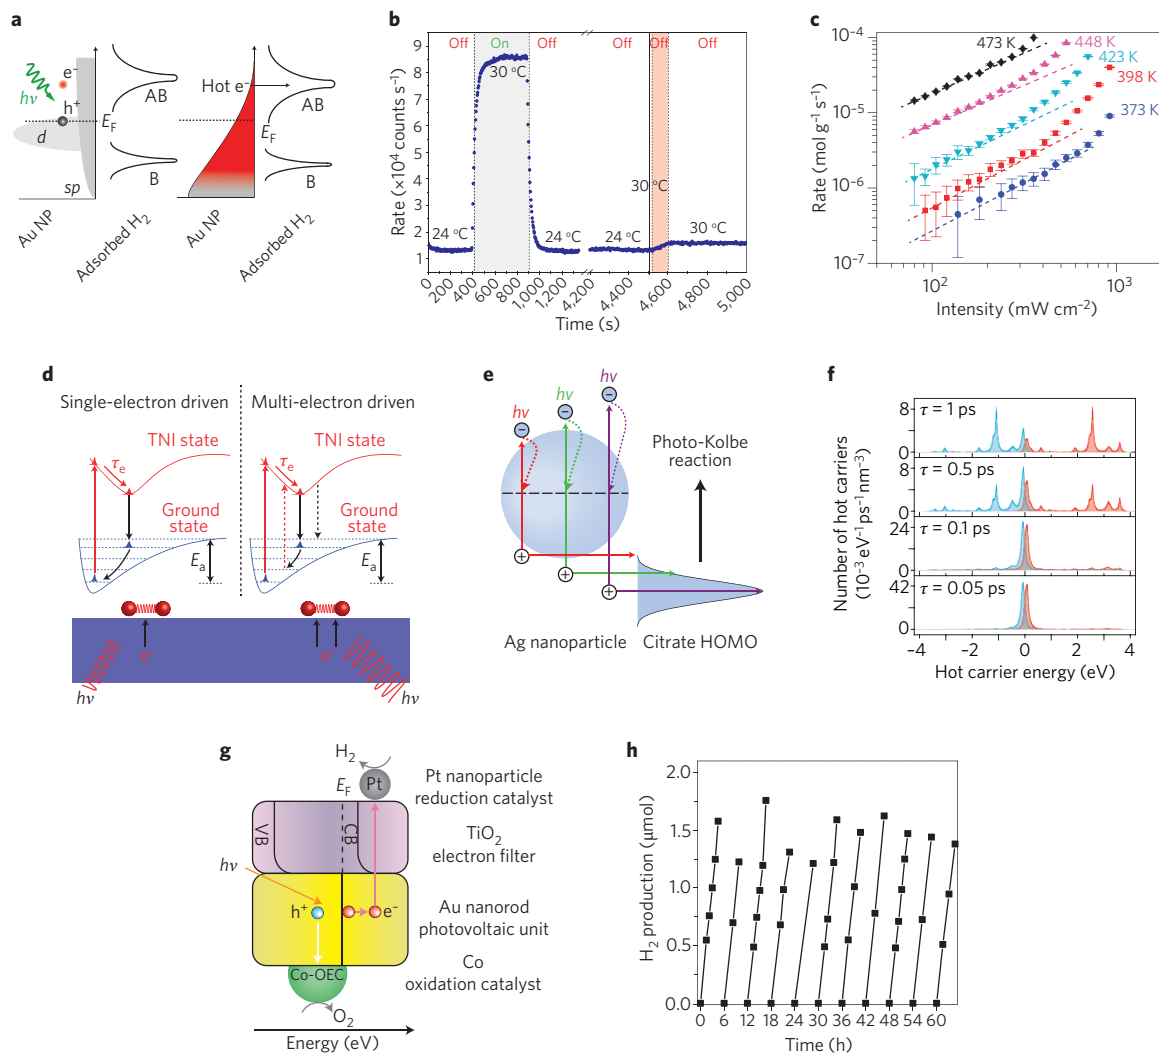 a
e−
hν
h+
EF
d
sp
AB
B
Au NP
Adsorbed H2
Hot e−
AB
EF
B
Au NP
Adsorbed H2
b
Rate (×10⁴ counts s⁻¹)
9
8
7
6
5
4
3
2
1
Off
On
Off
Off
Off
Off
30 °C
24 °C
24 °C
24 °C
30 °C
30 °C
0
200
400
600
800
1,000
1,200
4,200
4,400
4,600
4,800
5,000
Time (s)
c
Rate (mol g⁻¹ s⁻¹)
10⁻⁴
10⁻⁵
10⁻⁶
10⁻⁷
473 K
448 K
423 K
398 K
373 K
10²
10³
Intensity (mW cm⁻²)
d
Single-electron driven
Multi-electron driven
TNI state
TNI state
τe
τe
Ground
state
Ground
state
Ea
Ea
e−
e−
hν
hν
e
hν
hν
hν
−
−
−
+
+
+
Photo-Kolbe
reaction
Ag nanoparticle
Citrate HOMO
f
Number of hot carriers
(10⁻³ eV⁻¹ ps⁻¹ nm⁻³)
8
0
τ = 1 ps
8
0
τ = 0.5 ps
24
0
τ = 0.1 ps
42
0
τ = 0.05 ps
−4
−2
0
2
4
Hot carrier energy (eV)
g
H2
Pt
EF
VB
CB
hν
h+
e−
Co-OEC
O2
Energy (eV)
Pt nanoparticle
reduction catalyst
TiO2
electron filter
Au nanorod
photovoltaic unit
Co
oxidation catalyst
h
H2 production (μmol)
2.0
1.5
1.0
0.5
0.0
0
6
12
18
24
30
36
42
48
54
60
Time (h)